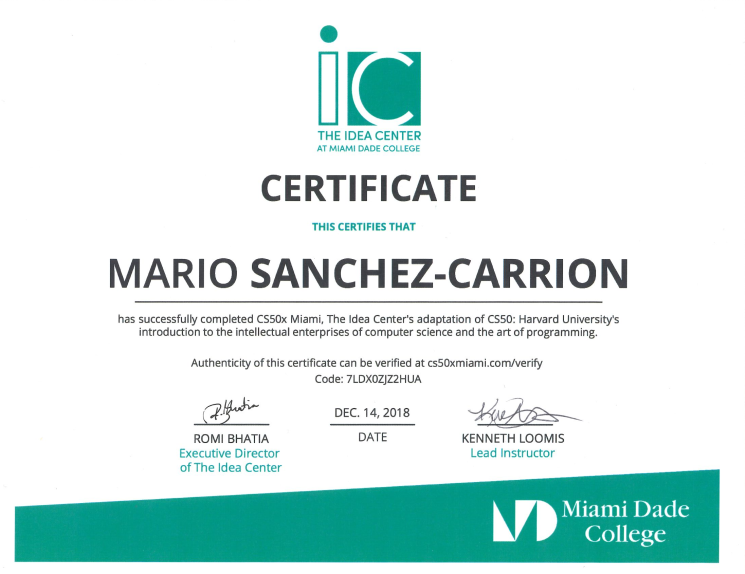 ic
THE IDEA CENTER
AT MIAMI DADE COLLEGE
CERTIFICATE
THIS CERTIFIES THAT
MARIO SANCHEZ-CARRION
has successfully completed CS50x Miami, The Idea Center's adaptation of CS50: Harvard University's
introduction to the intellectual enterprises of computer science and the art of programming.
Authenticity of this certificate can be verified at cs50xmiami.com/verify
Code: 7LDX0ZJZ2HUA
R. Bhatia
DEC. 14, 2018
ROMI BHATIA
DATE
KENNETH LOOMIS
Executive Director
of The Idea Center
Lead Instructor
Miami Dade
College